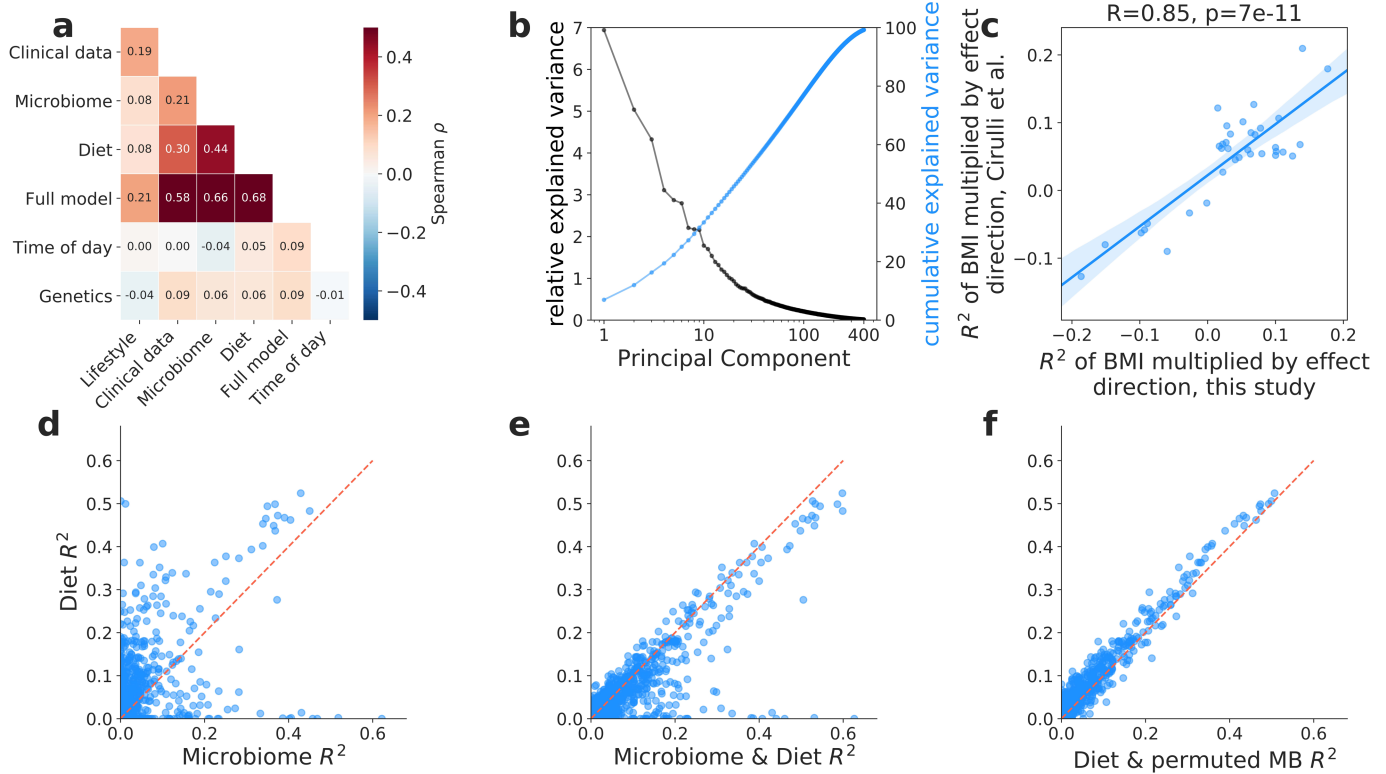 a
Clinical data
Microbiome
Diet
Full model
Time of day
Genetics
0.19
0.08 0.21
0.08 0.30 0.44
0.21 0.58 0.66 0.68
0.00 0.00 -0.04 0.05 0.09
-0.04 0.09 0.06 0.06 0.09 -0.01
Lifestyle
Clinical data
Microbiome
Diet
Full model
Time of day
0.4
0.2
0.0
−0.2
−0.4
Spearman ρ
b
relative explained variance
7
6
5
4
3
2
1
0
1 10 100 400
Principal Component
100
80
60
40
20
0
cumulative explained variance
c
R=0.85, p=7e-11
R² of BMI multiplied by effect
direction, Cirulli et al.
0.2
0.1
0.0
−0.1
−0.2 −0.1 0.0 0.1 0.2
R² of BMI multiplied by effect
direction, this study
d
Diet R²
0.6
0.5
0.4
0.3
0.2
0.1
0.0
0.0 0.2 0.4 0.6
Microbiome R²
e
0.6
0.5
0.4
0.3
0.2
0.1
0.0
0.0 0.2 0.4 0.6
Microbiome & Diet R²
f
0.6
0.5
0.4
0.3
0.2
0.1
0.0
0.0 0.2 0.4 0.6
Diet & permuted MB R²